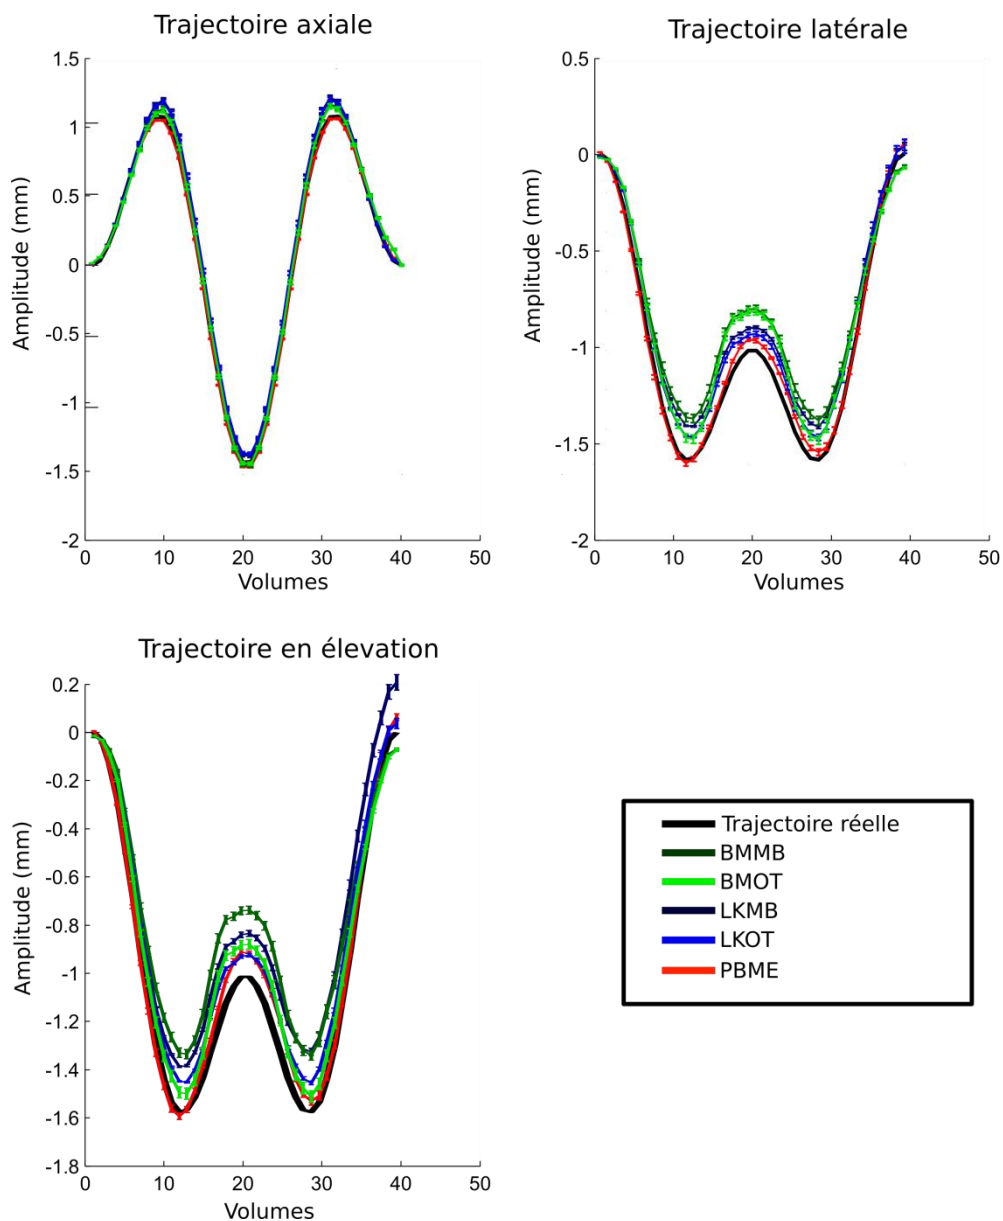 Trajectoire axiale
1.5
1
0.5
0
-0.5
-1
-1.5
-2
0 10 20 30 40 50
Amplitude (mm)
Volumes
Trajectoire latérale
0.5
0
-0.5
-1
-1.5
-2
0 10 20 30 40 50
Amplitude (mm)
Volumes
Trajectoire en élevation
0.2
0
-0.2
-0.4
-0.6
-0.8
-1
-1.2
-1.4
-1.6
-1.8
0 10 20 30 40 50
Amplitude (mm)
Volumes
Trajectoire réelle
BMMB
BMOT
LKMB
LKOT
PBME